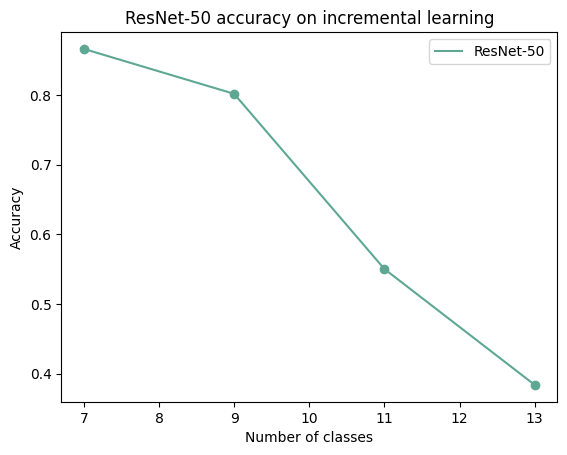 ResNet-50 accuracy on incremental learning
ResNet-50
Accuracy
0.8
0.7
0.6
0.5
0.4
7 8 9 10 11 12 13
Number of classes